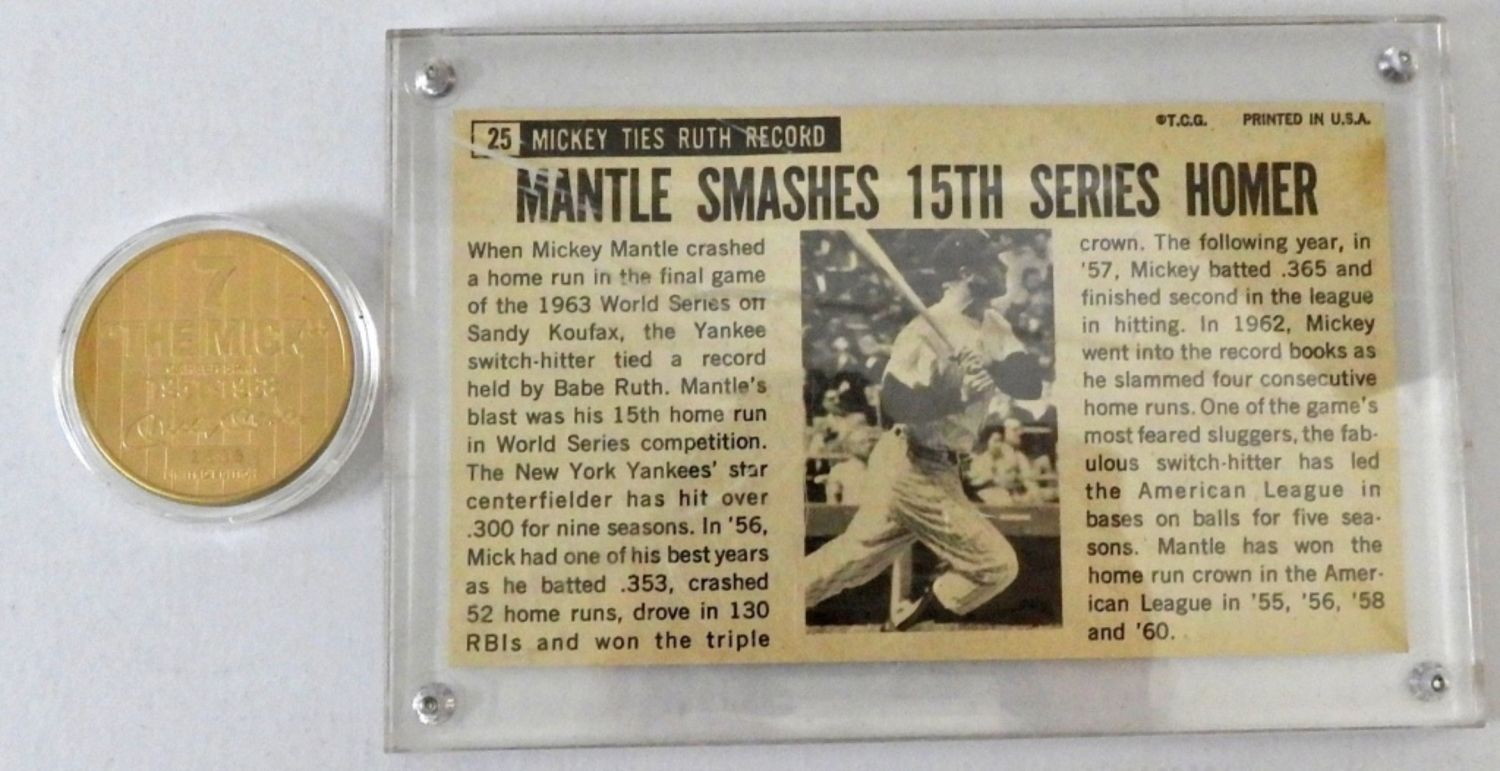 7
"THE MICK"
CAREER SPAN
1951-1968
25 MICKEY TIES RUTH RECORD
©T.C.G. PRINTED IN U.S.A.
MANTLE SMASHES 15TH SERIES HOMER
When Mickey Mantle crashed
a home run in the final game
of the 1963 World Series off
Sandy Koufax, the Yankee
switch-hitter tied a record
held by Babe Ruth. Mantle's
blast was his 15th home run
in World Series competition.
The New York Yankees' star
centerfielder has hit over
.300 for nine seasons. In '56,
Mick had one of his best years
as he batted .353, crashed
52 home runs, drove in 130
RBIs and won the triple
crown. The following year, in
'57, Mickey batted .365 and
finished second in the league
in hitting. In 1962, Mickey
went into the record books as
he slammed four consecutive
home runs. One of the game's
most feared sluggers, the fab-
ulous switch-hitter has led
the American League in
bases on balls for five sea-
sons. Mantle has won the
home run crown in the Amer-
ican League in '55, '56, '58
and '60.